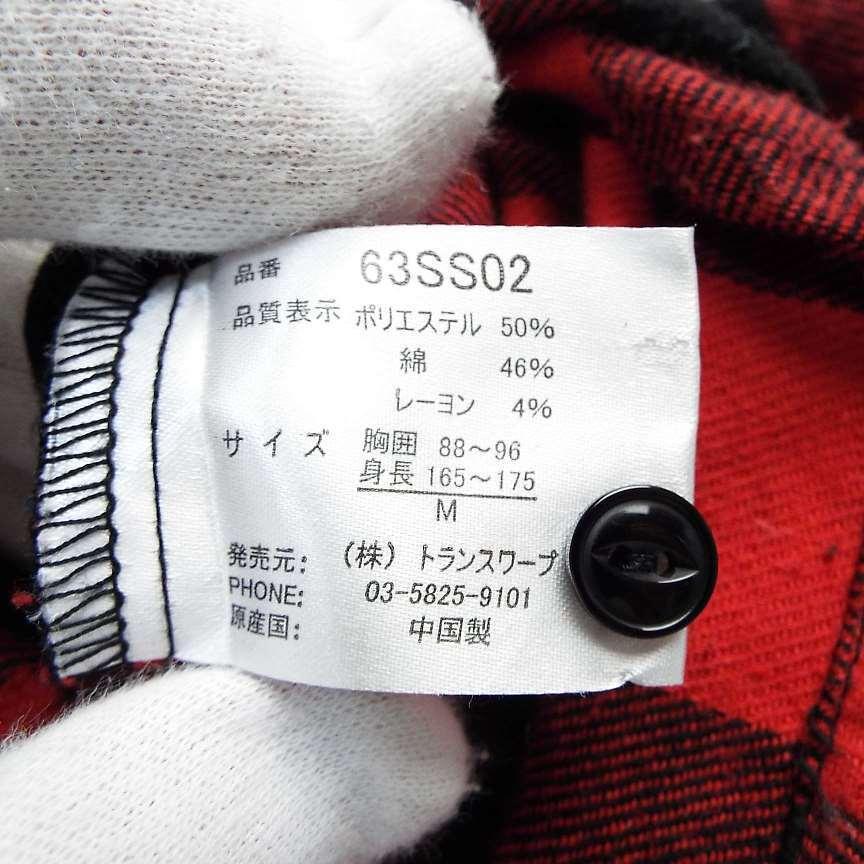 品番 63SS02
品質表示 ポリエステル 50%
綿 46%
レーヨン 4%
サイズ 胸囲 88～96
身長 165～175
M
発売元: (株) トランスワープ
PHONE: 03-5825-9101
原産国: 中国製